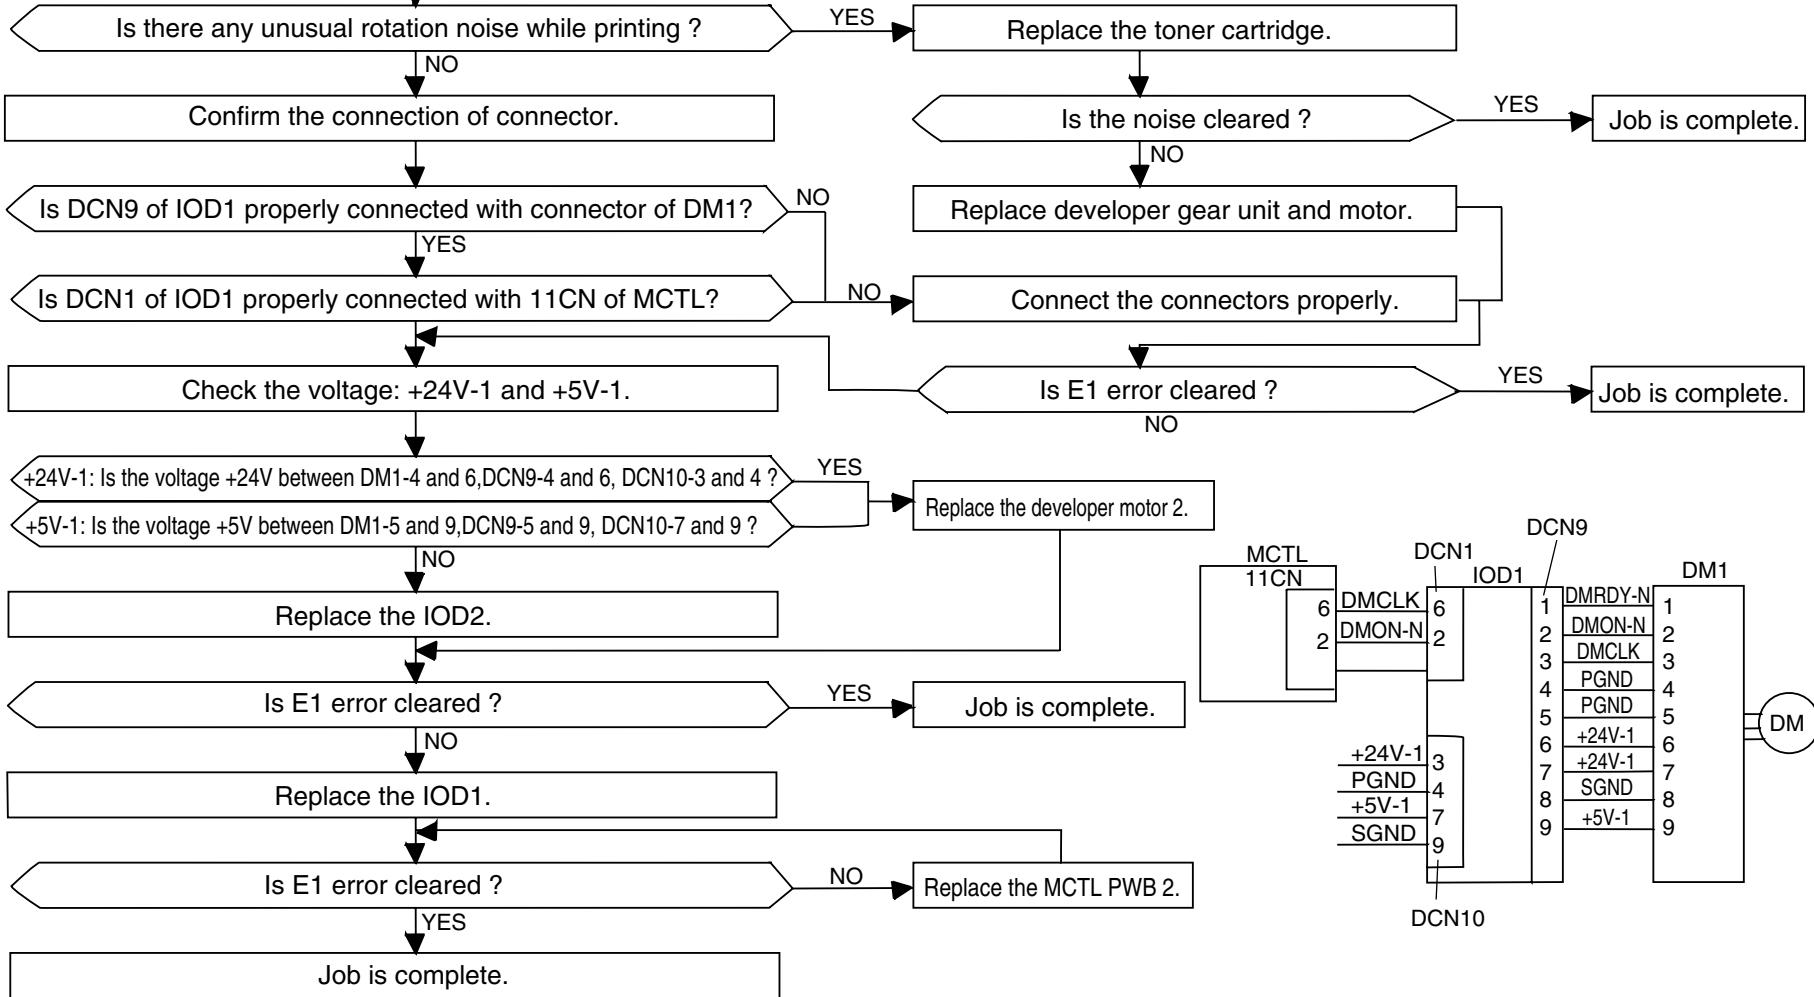 Is there any unusual rotation noise while printing ?
YES
Replace the toner cartridge.
NO
Confirm the connection of connector.
Is the noise cleared ?
YES
Job is complete.
NO
Is DCN9 of IOD1 properly connected with connector of DM1?
NO
Replace developer gear unit and motor.
YES
Is DCN1 of IOD1 properly connected with 11CN of MCTL?
NO
Connect the connectors properly.
Check the voltage: +24V-1 and +5V-1.
Is E1 error cleared ?
YES
Job is complete.
NO
+24V-1: Is the voltage +24V between DM1-4 and 6,DCN9-4 and 6, DCN10-3 and 4 ?
YES
+5V-1: Is the voltage +5V between DM1-5 and 9,DCN9-5 and 9, DCN10-7 and 9 ?
Replace the developer motor 2.
NO
Replace the IOD2.
Is E1 error cleared ?
YES
Job is complete.
NO
Replace the IOD1.
Is E1 error cleared ?
NO
Replace the MCTL PWB 2.
YES
Job is complete.
DCN9
MCTL
DCN1
11CN
IOD1
DM1
6 DMCLK 6
2 DMON-N 2
1 DMRDY-N 1
2 DMON-N 2
3 DMCLK 3
4 PGND 4
5 PGND 5
6 +24V-1 6
7 +24V-1 7
8 SGND 8
9 +5V-1 9
DM
+24V-1 3
PGND 4
+5V-1 7
SGND 9
DCN10